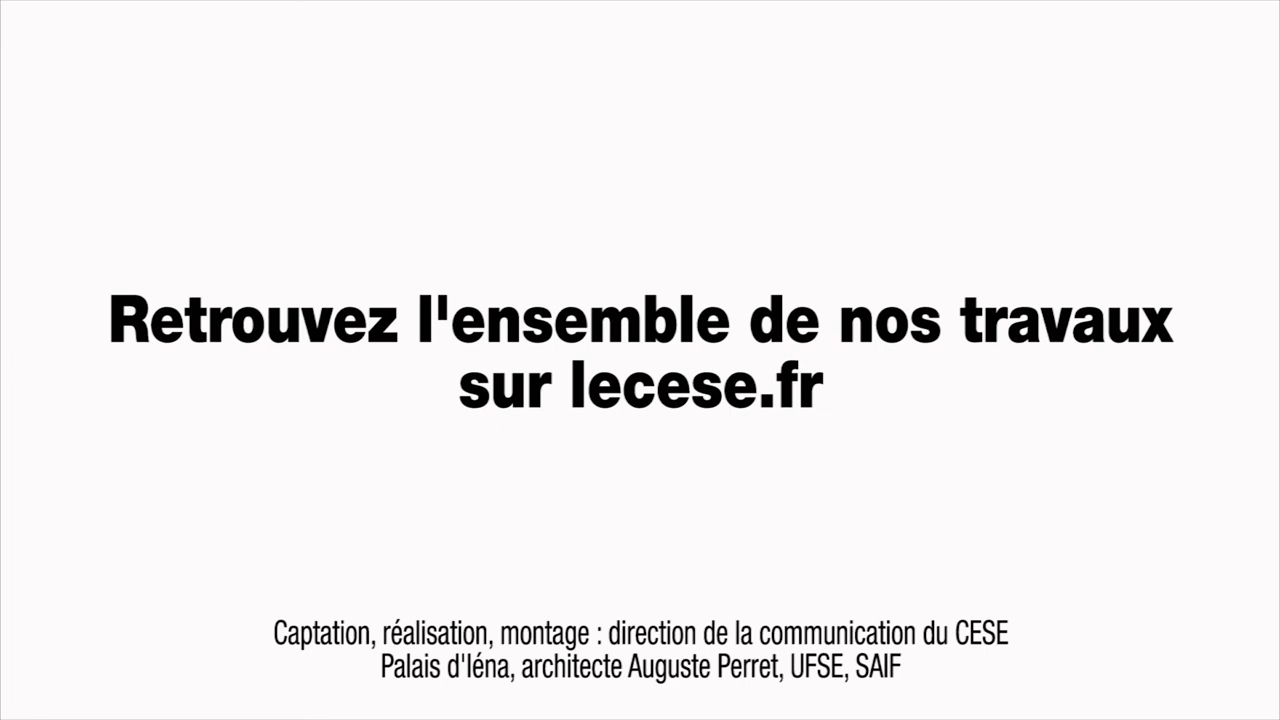 Retrouvez l'ensemble de nos travaux
sur lecese.fr
Captation, réalisation, montage : direction de la communication du CESE
Palais d'Iéna, architecte Auguste Perret, UFSE, SAIF